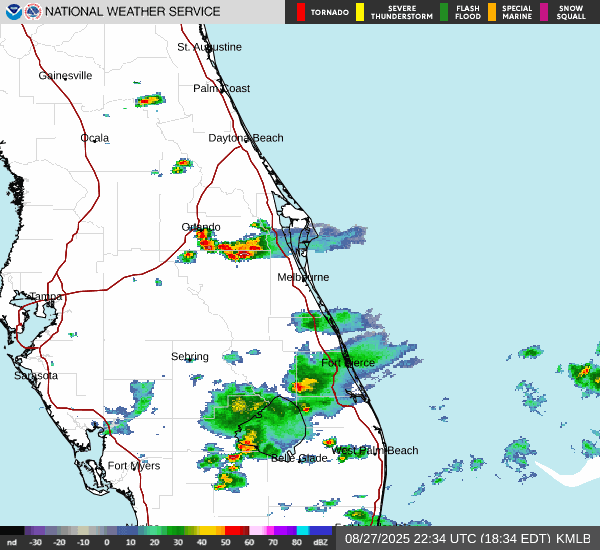 NATIONAL WEATHER SERVICE
TORNADO
SEVERE THUNDERSTORM
FLASH FLOOD
SPECIAL MARINE
SNOW SQUALL
St. Augustine
Gainesville
Palm Coast
Ocala
Daytona Beach
Orlando
Melbourne
Tampa
Sebring
Fort Pierce
Sarasota
West Palm Beach
Belle Glade
Fort Myers
nd -30 -20 -10 0 10 20 30 40 50 60 70 80 dBZ
08/27/2025 22:34 UTC (18:34 EDT) KMLB